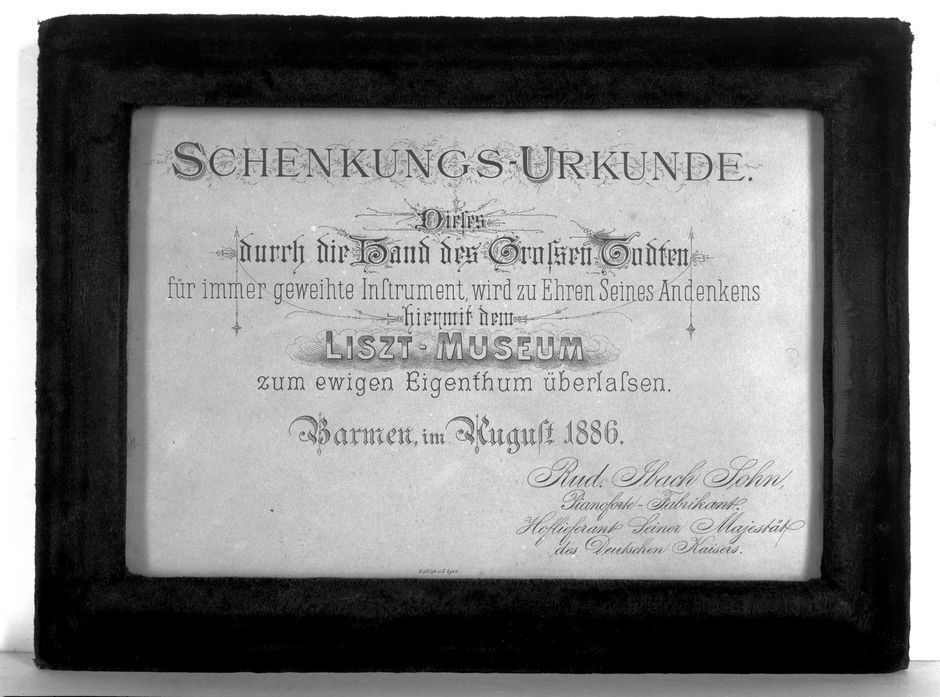 SCHENKUNGS-URKUNDE.
Dieſes
durch die Hand des Groſsen Todten
für immer geweihte Inſtrument, wird zu Ehren Seines Andenkens
hiermit dem
LISZT-MUSEUM
zum ewigen Eigenthum überlaſsen.
Barmen, im Auguſt 1886.
Rud. Ibach Sohn,
Pianoforte-Fabrikant.
Hoflieferant Seiner Majestät
des Deutschen Kaisers.